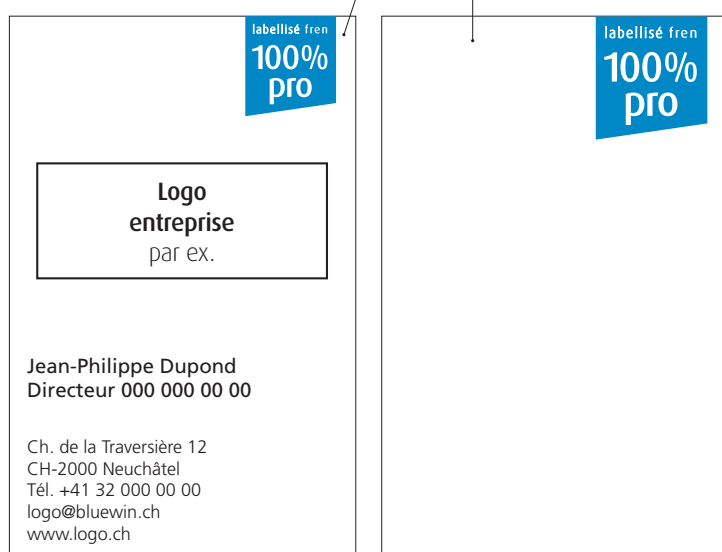 labellisé fren
100%
pro
Logo
entreprise
par ex.
Jean-Philippe Dupond
Directeur 000 000 00 00
Ch. de la Traversière 12
CH-2000 Neuchâtel
Tél. +41 32 000 00 00
logo@bluewin.ch
www.logo.ch
labellisé fren
100%
pro